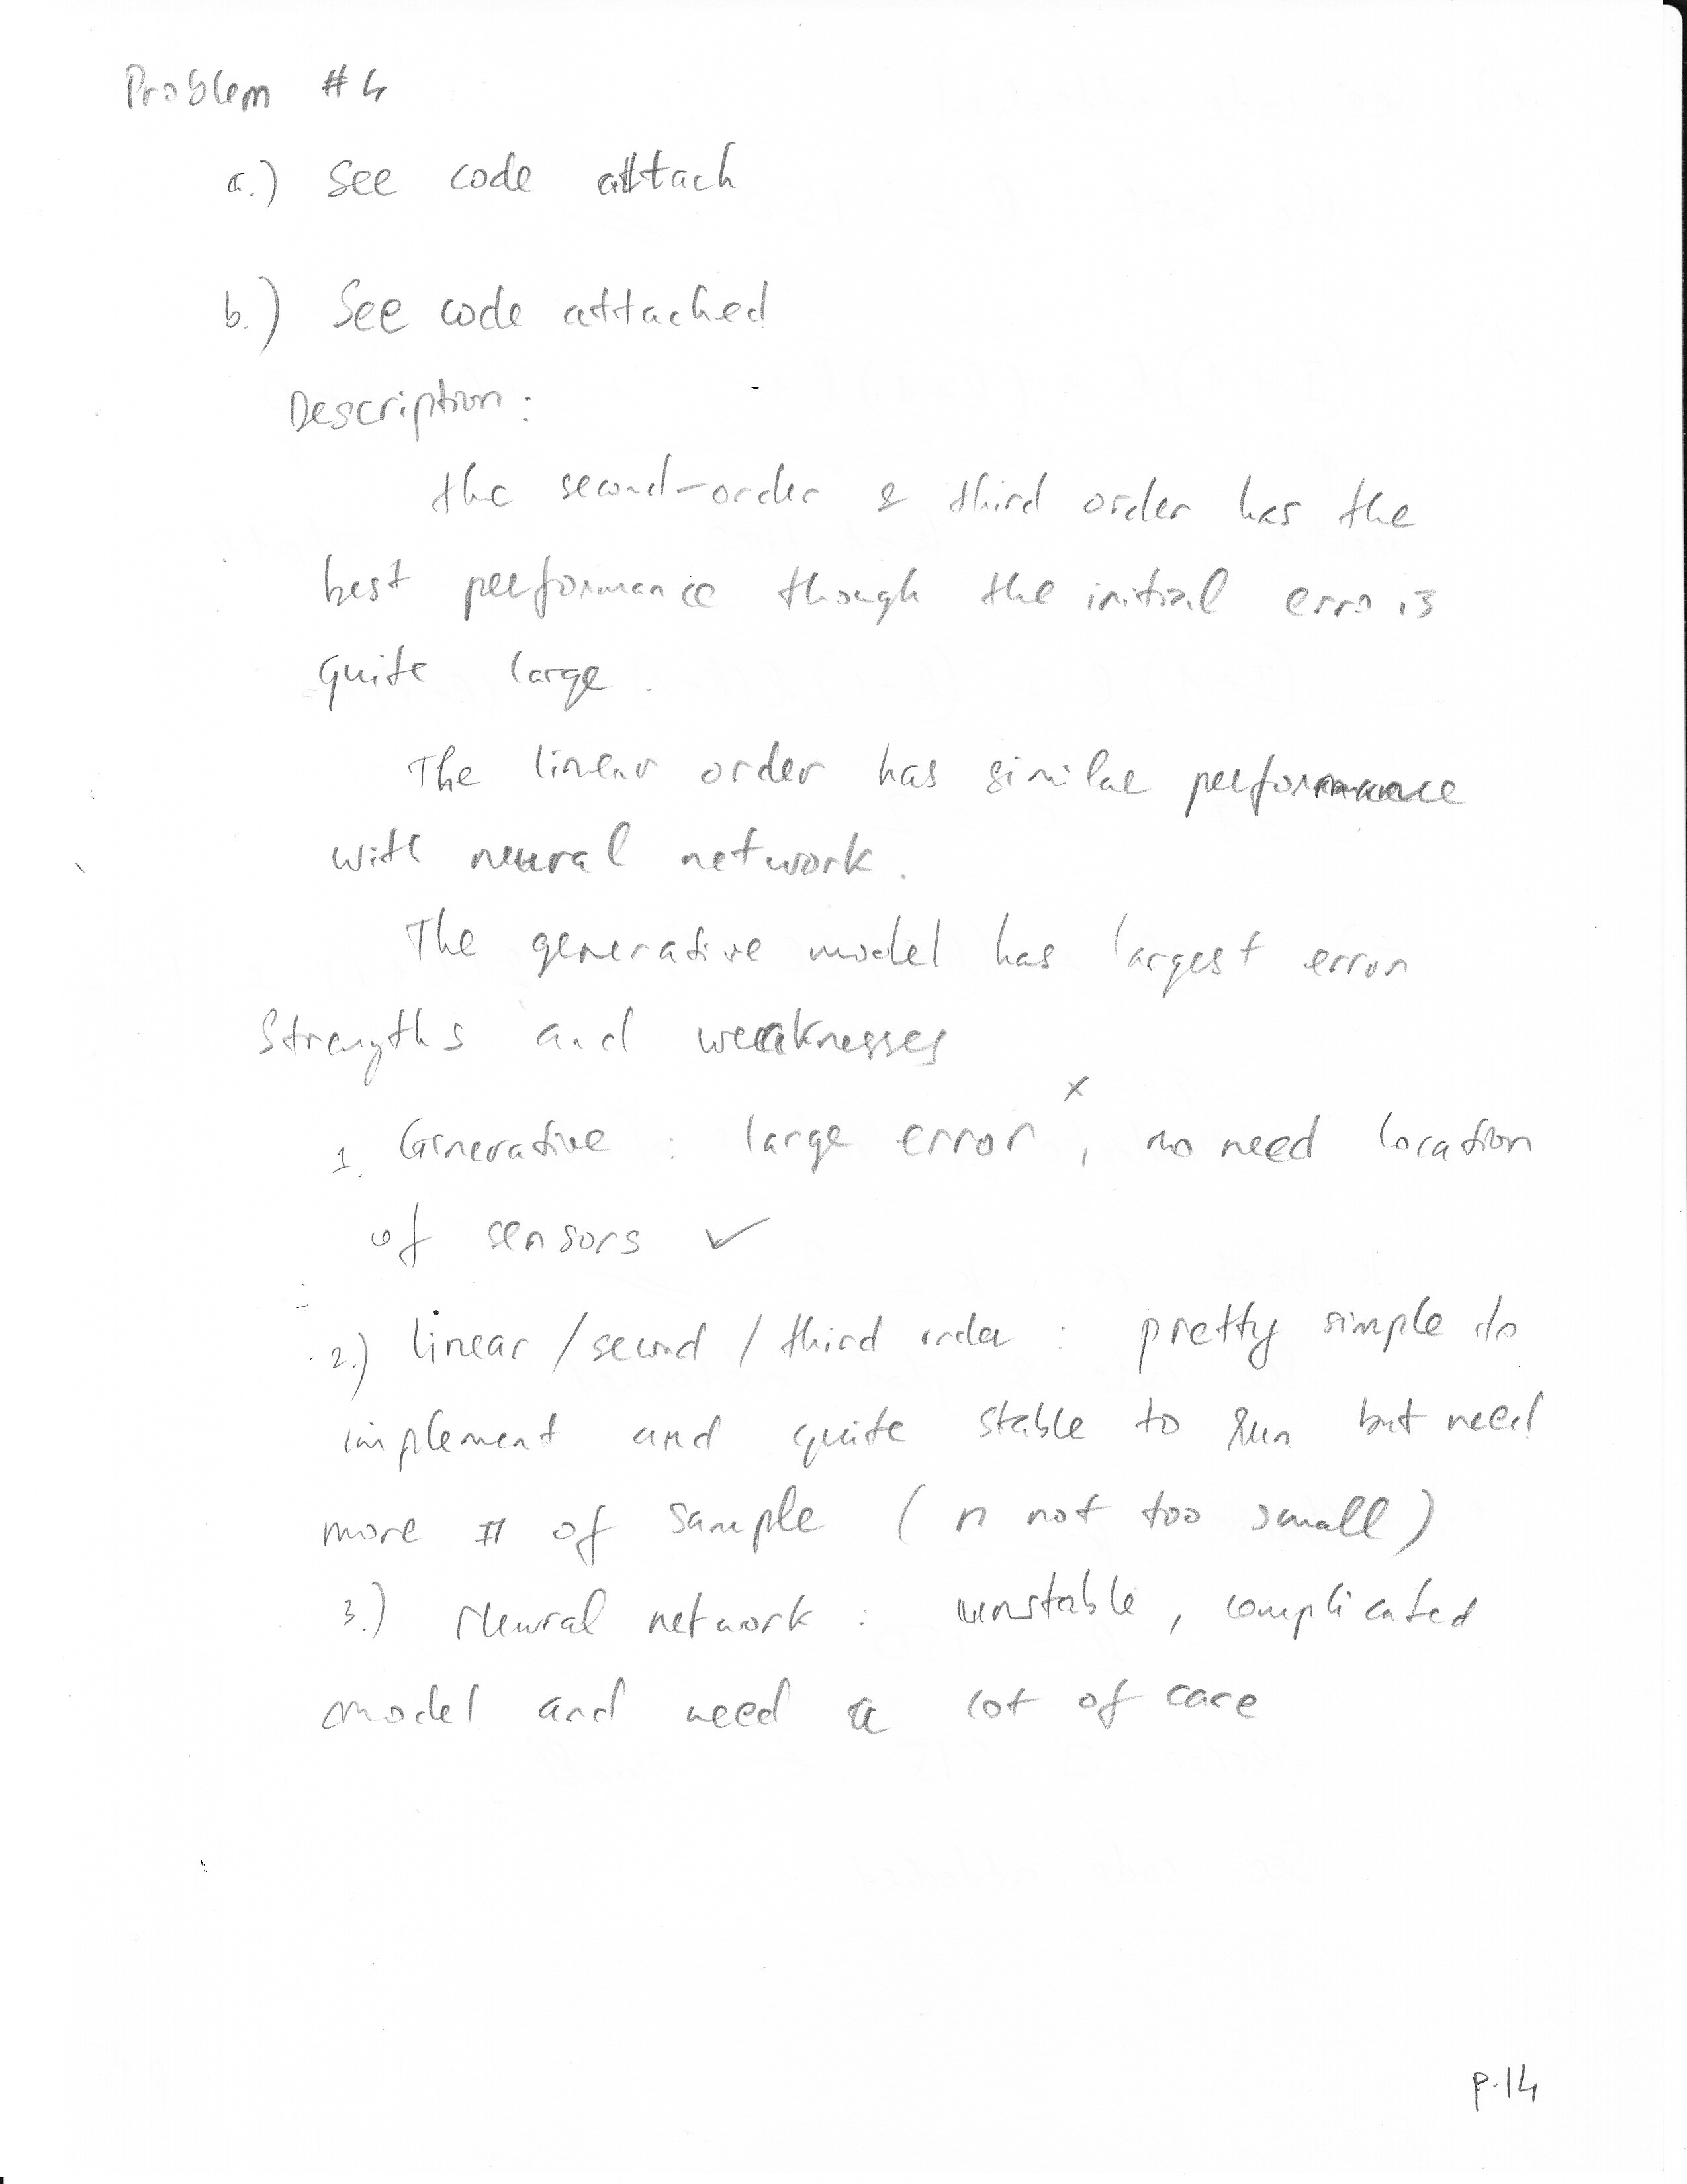 Problem #4
a.) See code attach
b.) See code attached
Description:
the second-order & third order has the
best performance though the initial erro is
quite large.
The linear order has similar performance
with neural network.
The generative model has largest error
Strengths and weaknesses
x
1. Generative : large error, no need location
of sensors ✓
2.) linear / second / third order : pretty simple to
implement and quite stable to run but need
more # of sample (n not too small)
3.) Neural network : unstable, complicated
model and need a lot of care
p.14